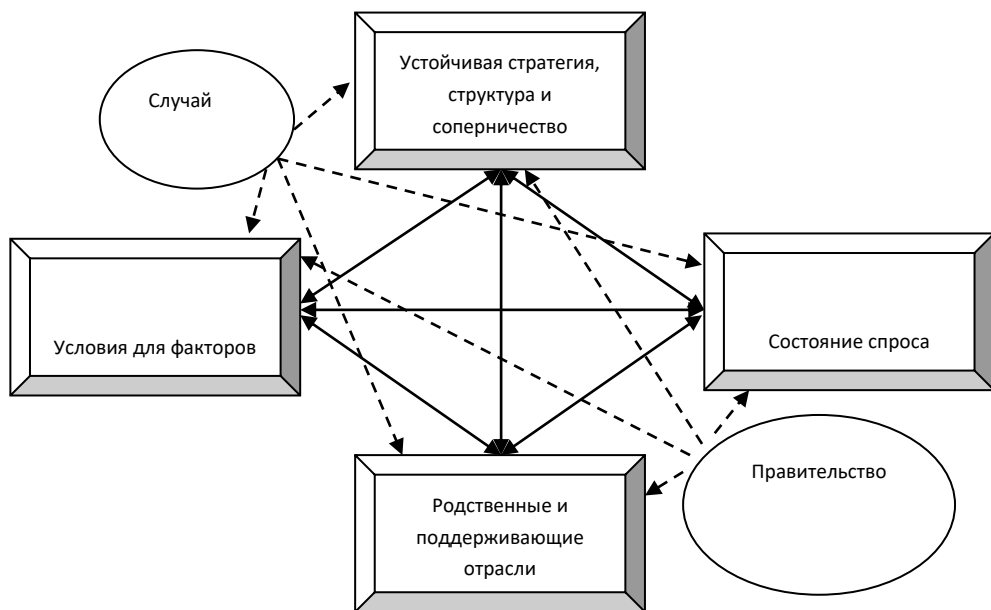 Устойчивая стратегия,
структура и
соперничество
Случай
Условия для факторов
Состояние спроса
Правительство
Родственные и
поддерживающие
отрасли